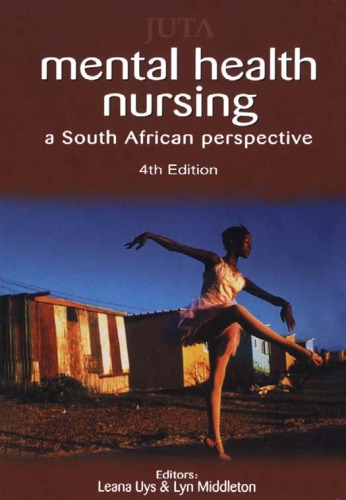 JUTA
mental health
nursing
a South African perspective
4th Edition
Editors:
Leana Uys & Lyn Middleton